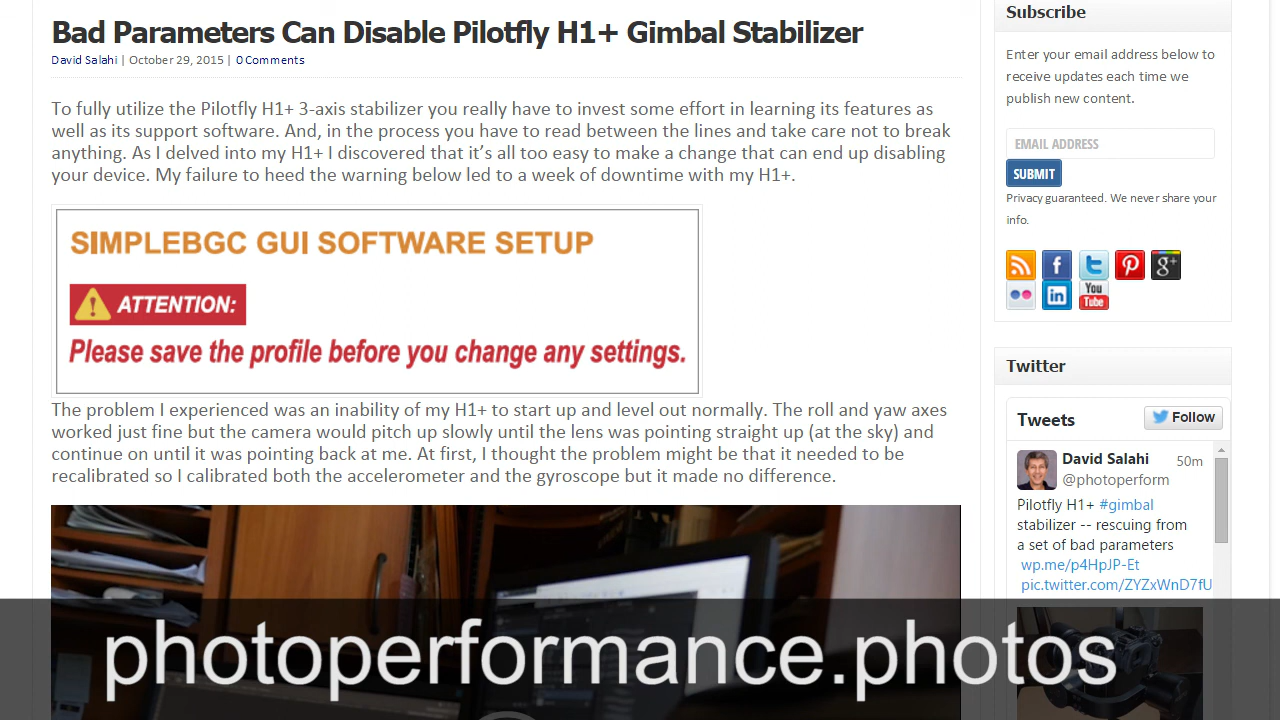 Bad Parameters Can Disable Pilotfly H1+ Gimbal Stabilizer
David Salahi | October 29, 2015 | 0 Comments
To fully utilize the Pilotfly H1+ 3-axis stabilizer you really have to invest some effort in learning its features as
well as its support software. And, in the process you have to read between the lines and take care not to break
anything. As I delved into my H1+ I discovered that it’s all too easy to make a change that can end up disabling
your device. My failure to heed the warning below led to a week of downtime with my H1+.
SIMPLEBGC GUI SOFTWARE SETUP
ATTENTION:
Please save the profile before you change any settings.
The problem I experienced was an inability of my H1+ to start up and level out normally. The roll and yaw axes
worked just fine but the camera would pitch up slowly until the lens was pointing straight up (at the sky) and
continue on until it was pointing back at me. At first, I thought the problem might be that it needed to be
recalibrated so I calibrated both the accelerometer and the gyroscope but it made no difference.
Subscribe
Enter your email address below to
receive updates each time we
publish new content.
EMAIL ADDRESS
SUBMIT
Privacy guaranteed. We never share your
info.
f
t
P
g+
in
You
Tube
Twitter
Tweets
Follow
David Salahi 50m
@photoperform
Pilotfly H1+ #gimbal
stabilizer -- rescuing from
a set of bad parameters
wp.me/p4HpJP-Et
pic.twitter.com/ZYZxWnD7fU
photoperformance.photos